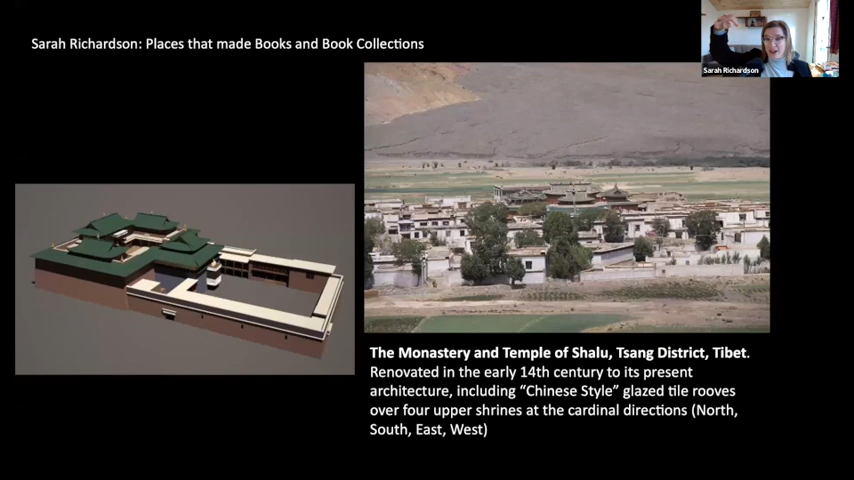 Sarah Richardson: Places that made Books and Book Collections
Sarah Richardson
The Monastery and Temple of Shalu, Tsang District, Tibet.
Renovated in the early 14th century to its present
architecture, including “Chinese Style” glazed tile rooves
over four upper shrines at the cardinal directions (North,
South, East, West)